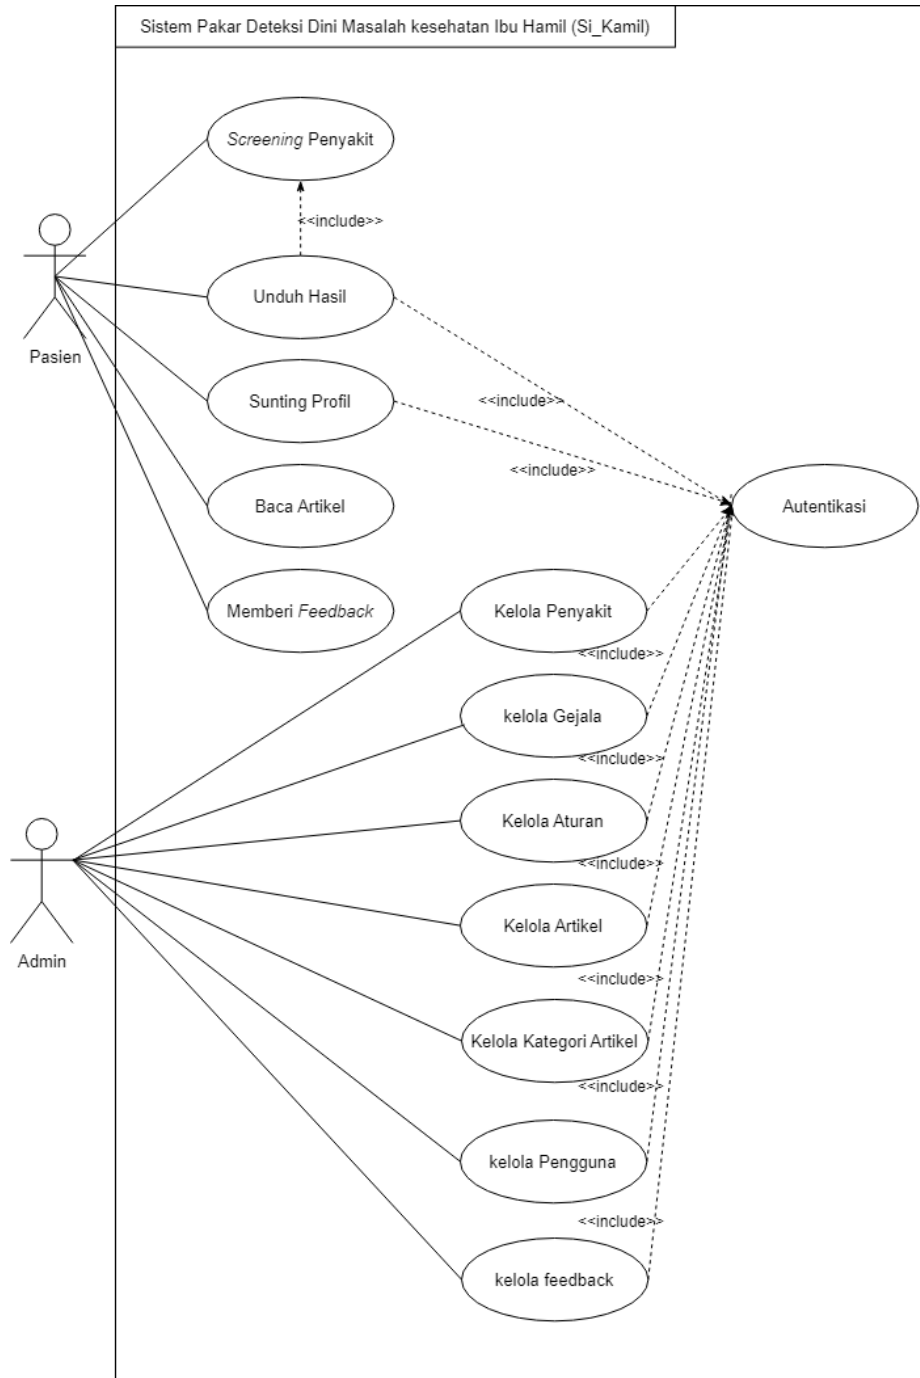 Sistem Pakar Deteksi Dini Masalah kesehatan Ibu Hamil (Si_Kamil)
Screening Penyakit
<<include>>
Unduh Hasil
Pasien
Sunting Profil
<<include>>
<<include>>
Baca Artikel
Autentikasi
Memberi Feedback
Kelola Penyakit
<<include>>
kelola Gejala
<<include>>
Kelola Aturan
<<include>>
Kelola Artikel
Admin
<<include>>
Kelola Kategori Artikel
<<include>>
kelola Pengguna
<<include>>
kelola feedback